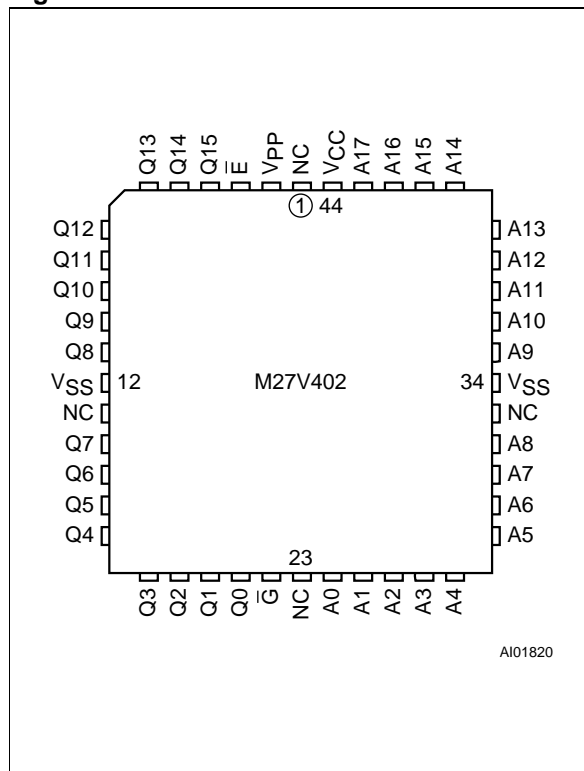 Q13 Q14 Q15 E̅ VPP NC VCC A17 A16 A15 A14
1 44
Q12 A13
Q11 A12
Q10 A11
Q9 A10
Q8 A9
VSS 12 M27V402 34 VSS
NC NC
Q7 A8
Q6 A7
Q5 A6
Q4 A5
23
Q3 Q2 Q1 Q0 G̅ NC A0 A1 A2 A3 A4
AI01820